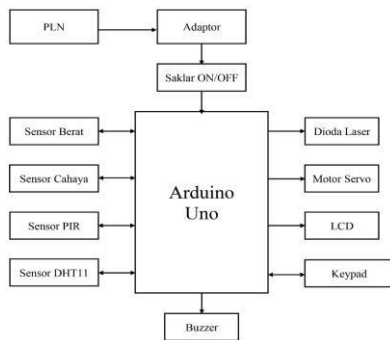 PLN
Adaptor
Saklar ON/OFF
Sensor Berat
Dioda Laser
Sensor Cahaya
Motor Servo
Arduino
Uno
Sensor PIR
LCD
Sensor DHT11
Keypad
Buzzer